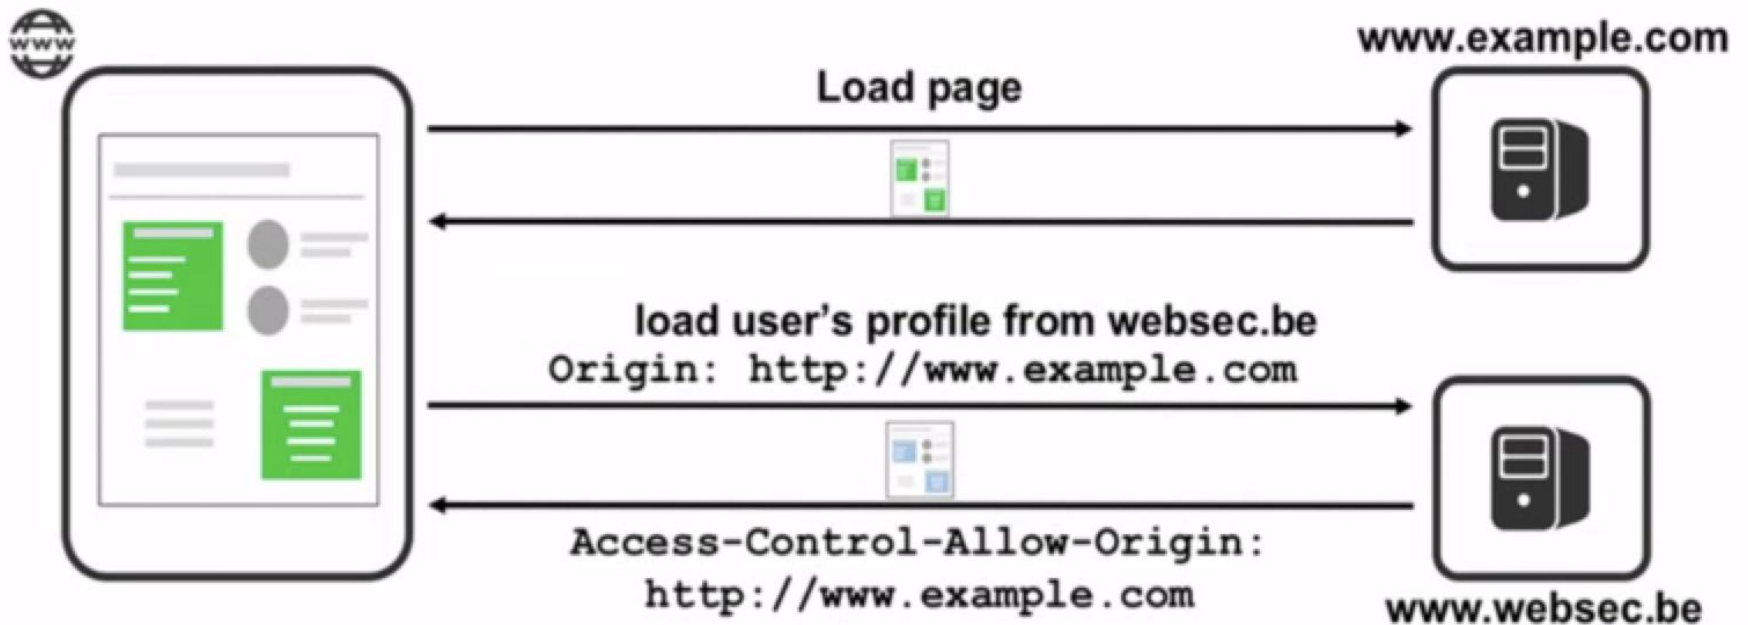 www
www.example.com
Load page
load user's profile from websec.be
Origin: http://www.example.com
Access-Control-Allow-Origin:
http://www.example.com
www.websec.be